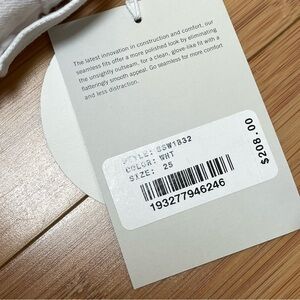 The latest innovation in construction and comfort, our
seamless fits offer a more polished look by eliminating
the unsightly outseam, for a clean, glove-like fit with a
flatteringly smooth appeal. Go seamless for more comfort
and less distraction.
STYLE: SSW1832
COLOR: WHT
SIZE: 25
193277946246
$208.00